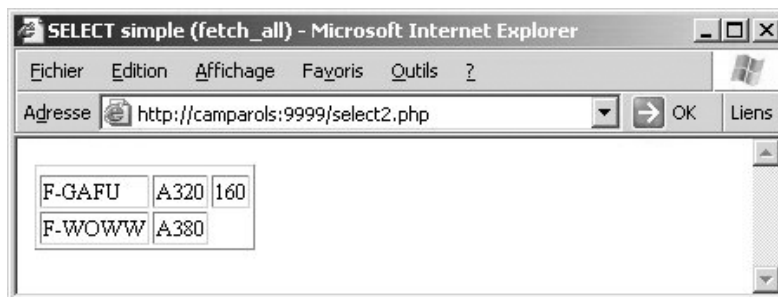 SELECT simple (fetch_all) - Microsoft Internet Explorer
Fichier Edition Affichage Favoris Outils ?
Adresse http://camparols:9999/select2.php OK Liens
F-GAFU A320 160
F-WOWW A380